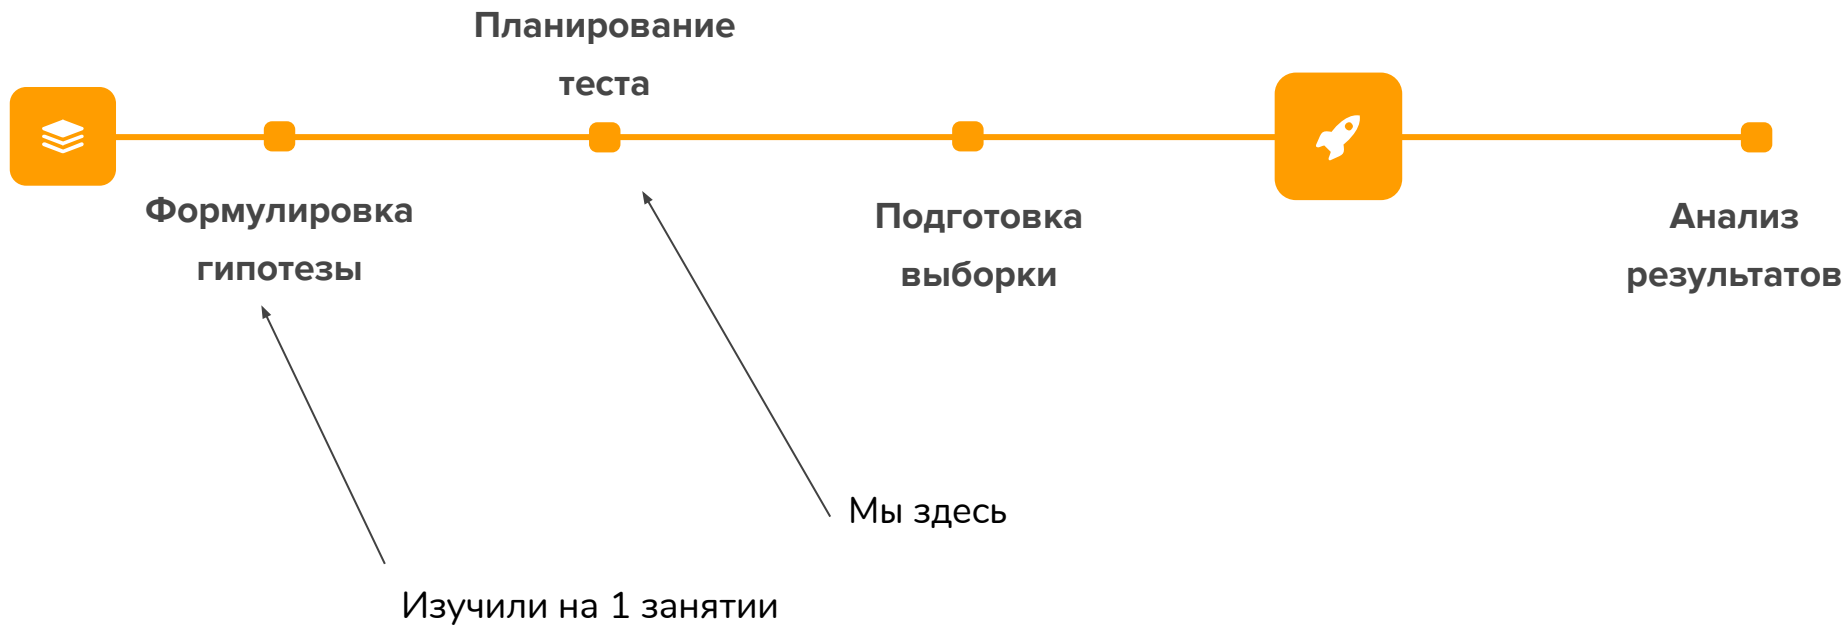 Планирование
теста
Формулировка
гипотезы
Подготовка
выборки
Анализ
результатов
Мы здесь
Изучили на 1 занятии